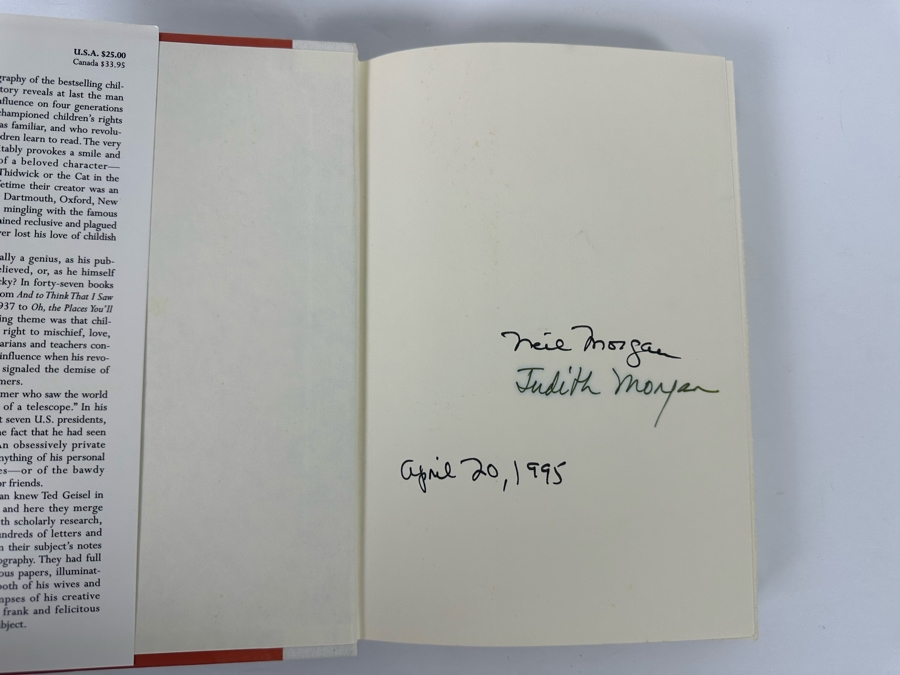 U.S.A. $25.00
Canada $33.95
graphy of the bestselling chil-
tory reveals at last the man
nfluence on four generations
hampioned children's rights
as familiar, and who revolu-
dren learn to read. The very
tably provokes a smile and
of a beloved character—
Thidwick or the Cat in the
etime their creator was an
Dartmouth, Oxford, New
mingling with the famous
ained reclusive and plagued
er lost his love of childish
ally a genius, as his pub-
elieved, or, as he himself
cky? In forty-seven books
om And to Think That I Saw
937 to Oh, the Places You'll
ing theme was that chil-
right to mischief, love,
arians and teachers con-
influence when his revo-
signaled the demise of
mers.
mer who saw the world
of a telescope." In his
t seven U.S. presidents,
e fact that he had seen
An obsessively private
nything of his personal
es—or of the bawdy
or friends.
an knew Ted Geisel in
and here they merge
th scholarly research,
undreds of letters and
n their subject's notes
ography. They had full
ous papers, illuminat-
both of his wives and
mpses of his creative
frank and felicitous
bject.
Neil Morgan
Judith Morgan
April 20, 1995